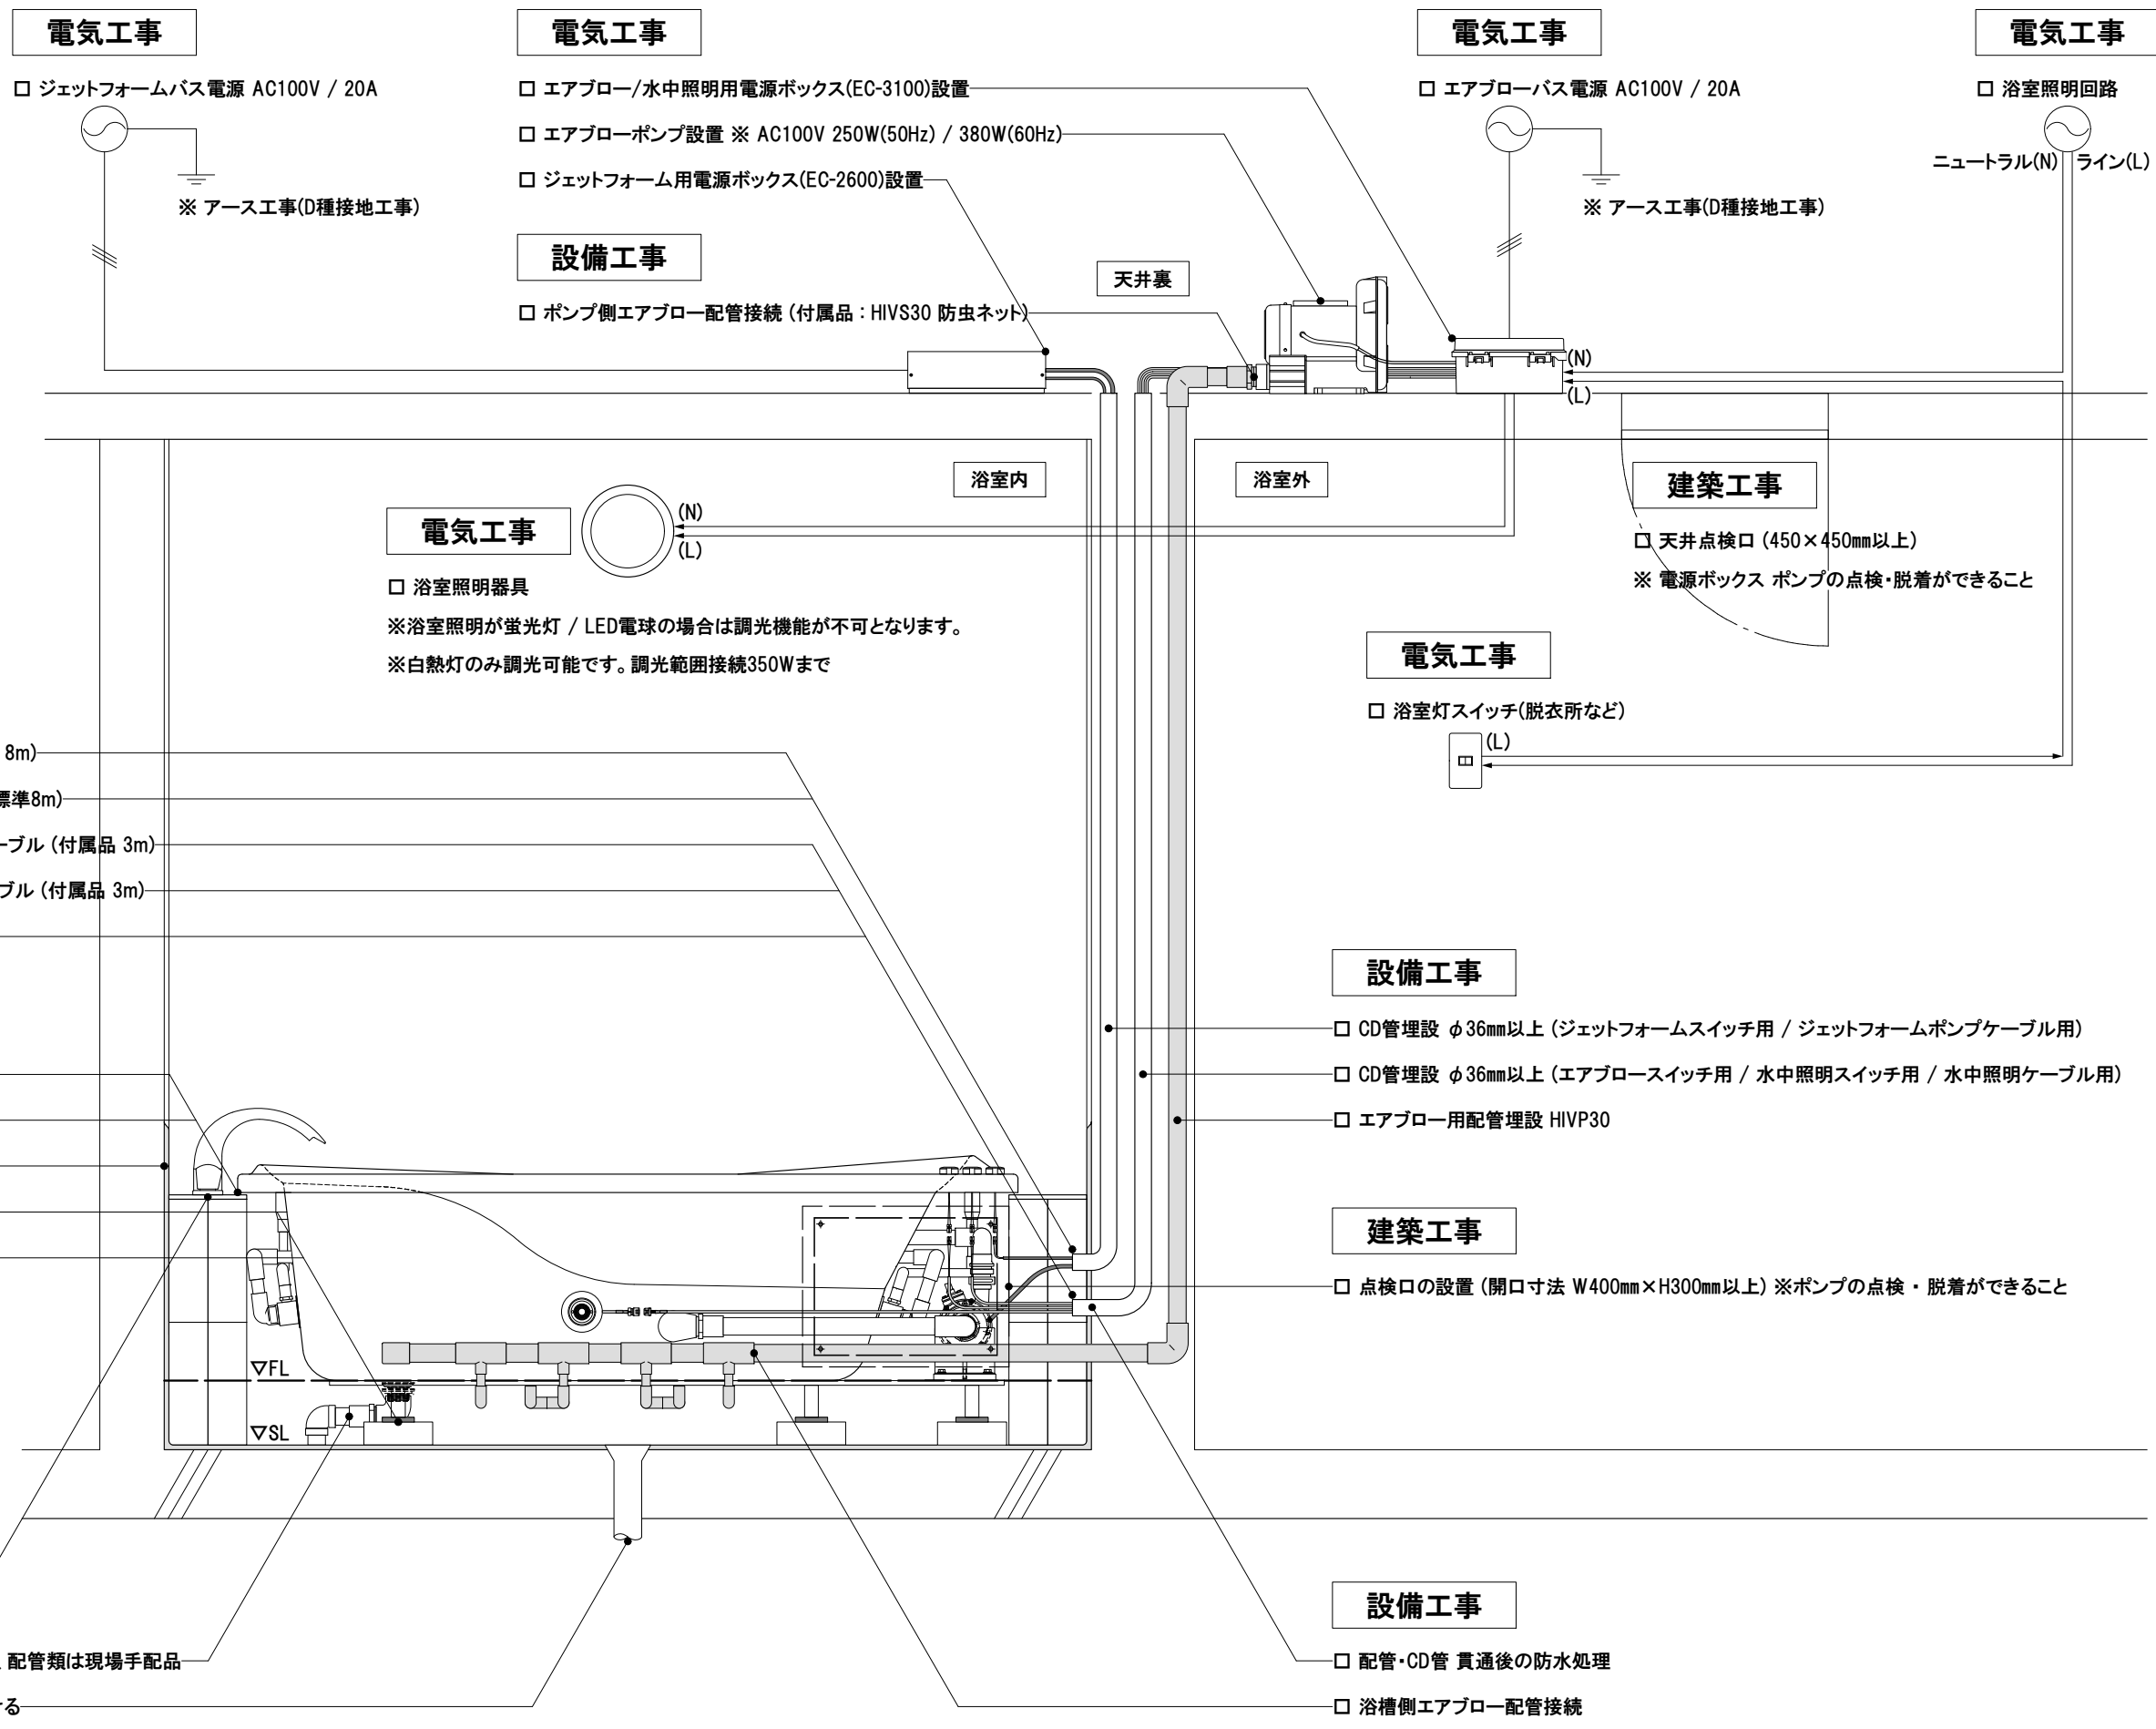 電気工事
□ ジェットフォームバス電源 AC100V / 20A
※ アース工事(D種接地工事)
電気工事
□ エアブロー/水中照明用電源ボックス(EC-3100)設置
□ エアブローポンプ設置 ※ AC100V 250W(50Hz) / 380W(60Hz)
□ ジェットフォーム用電源ボックス(EC-2600)設置
設備工事
□ ポンプ側エアブロー配管接続 (付属品 : HIVS30 防虫ネット)
天井裏
電気工事
□ エアブローバス電源 AC100V / 20A
※ アース工事(D種接地工事)
電気工事
□ 浴室照明回路
ニュートラル(N)
ライン(L)
(N)
(L)
浴室内
浴室外
電気工事
(N)
(L)
□ 浴室照明器具
※浴室照明が蛍光灯 / LED電球の場合は調光機能が不可となります。
※白熱灯のみ調光可能です。調光範囲接続350Wまで
建築工事
□ 天井点検口 (450×450mm以上)
※ 電源ボックス ポンプの点検・脱着ができること
電気工事
□ 浴室灯スイッチ(脱衣所など)
(L)
8m)
標準8m)
ーブル (付属品 3m)
ブル (付属品 3m)
設備工事
□ CD管埋設 φ36mm以上 (ジェットフォームスイッチ用 / ジェットフォームポンプケーブル用)
□ CD管埋設 φ36mm以上 (エアブロースイッチ用 / 水中照明スイッチ用 / 水中照明ケーブル用)
□ エアブロー用配管埋設 HIVP30
建築工事
□ 点検口の設置 (開口寸法 W400mm×H300mm以上) ※ポンプの点検・脱着ができること
▽FL
▽SL
設備工事
□ 配管・CD管 貫通後の防水処理
□ 浴槽側エアブロー配管接続
配管類は現場手配品
ける